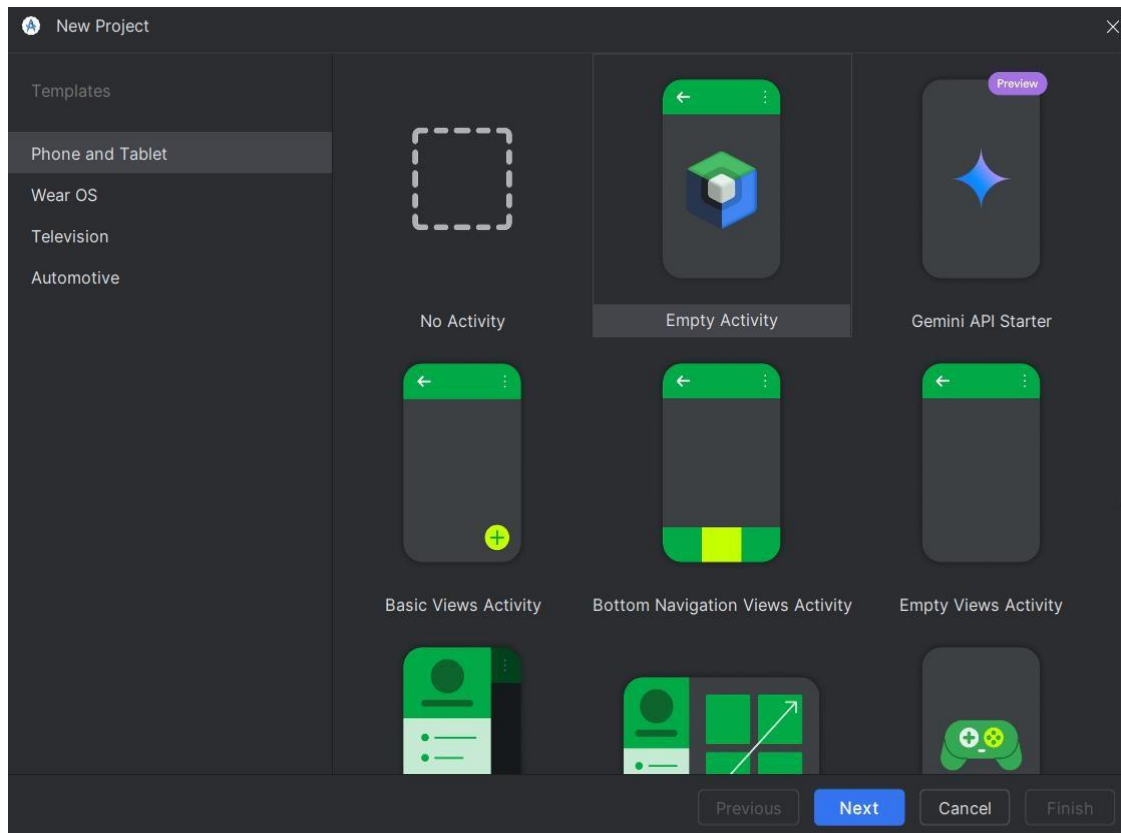 New Project
Templates
Phone and Tablet
Wear OS
Television
Automotive
Preview
No Activity
Empty Activity
Gemini API Starter
Basic Views Activity
Bottom Navigation Views Activity
Empty Views Activity
Previous
Next
Cancel
Finish